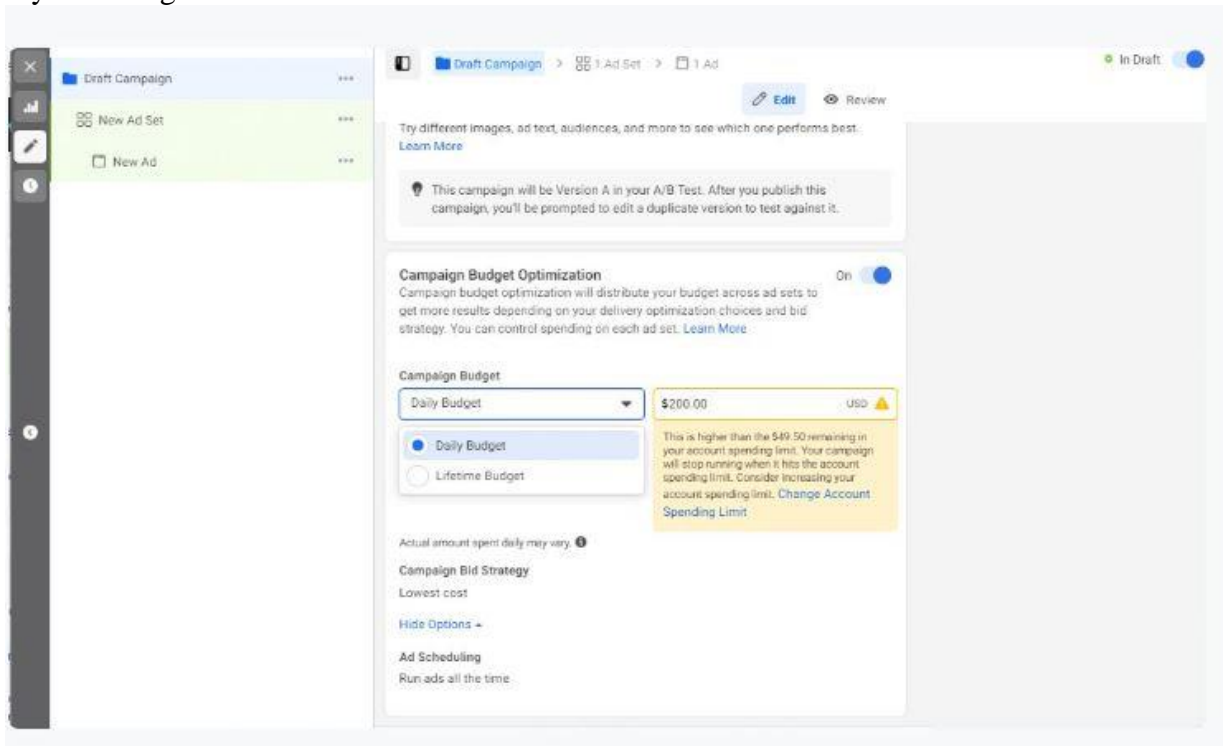 Draft Campaign
New Ad Set
New Ad
Draft Campaign > 1 Ad Set > 1 Ad
In Draft
Edit
Review
Try different images, ad text, audiences, and more to see which one performs best.
Learn More
This campaign will be Version A in your A/B Test. After you publish this
campaign, you'll be prompted to edit a duplicate version to test against it.
Campaign Budget Optimization
On
Campaign budget optimization will distribute your budget across ad sets to
get more results depending on your delivery optimization choices and bid
strategy. You can control spending on each ad set. Learn More
Campaign Budget
Daily Budget
$200.00 USD
Daily Budget
Lifetime Budget
This is higher than the $49.50 remaining in
your account spending limit. Your campaign
will stop running when it hits the account
spending limit. Consider increasing your
account spending limit. Change Account
Spending Limit
Actual amount spent daily may vary.
Campaign Bid Strategy
Lowest cost
Hide Options
Ad Scheduling
Run ads all the time